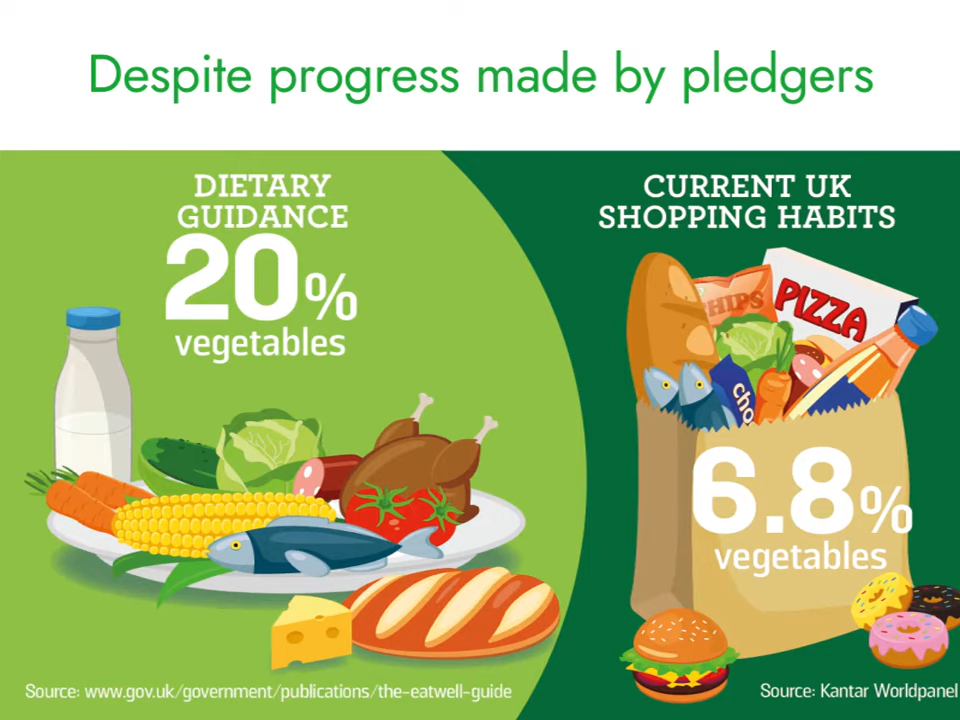 Despite progress made by pledgers
DIETARY
GUIDANCE
20%
vegetables
Source: www.gov.uk/government/publications/the-eatwell-guide
CURRENT UK
SHOPPING HABITS
CHIPS
PIZZA
cho
6.8%
vegetables
Source: Kantar Worldpanel